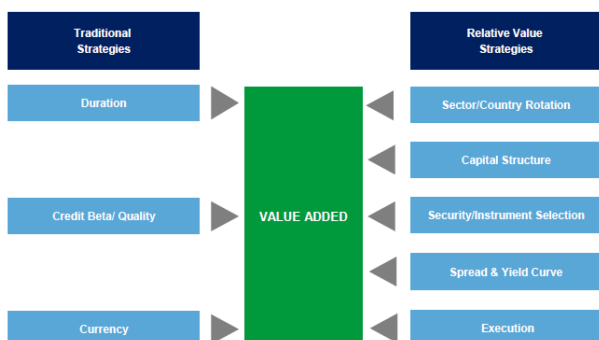 Traditional
Strategies
Relative Value
Strategies
Duration
Sector/Country Rotation
Capital Structure
Credit Beta/ Quality
VALUE ADDED
Security/Instrument Selection
Spread & Yield Curve
Currency
Execution